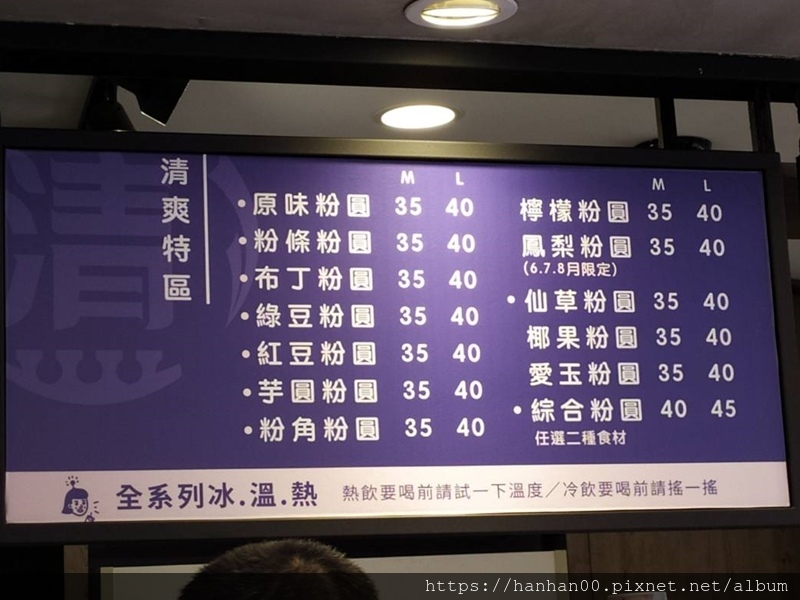 清爽特區
M L
•原味粉圓 35 40
•粉條粉圓 35 40
•布丁粉圓 35 40
•綠豆粉圓 35 40
•紅豆粉圓 35 40
•芋圓粉圓 35 40
•粉角粉圓 35 40
M L
檸檬粉圓 35 40
鳳梨粉圓 35 40
(6.7.8月限定)
•仙草粉圓 35 40
椰果粉圓 35 40
愛玉粉圓 35 40
•綜合粉圓 40 45
任選二種食材
全系列冰.溫.熱 熱飲要喝前請試一下溫度／冷飲要喝前請搖一搖
清
https://hanhan00.pixnet.net/album